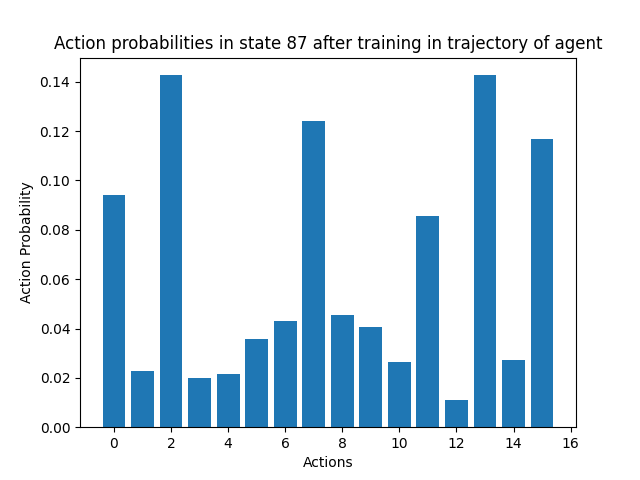 Action probabilities in state 87 after training in trajectory of agent
0.14
0.12
0.10
0.08
0.06
0.04
0.02
0.00
Action Probability
0 2 4 6 8 10 12 14 16
Actions